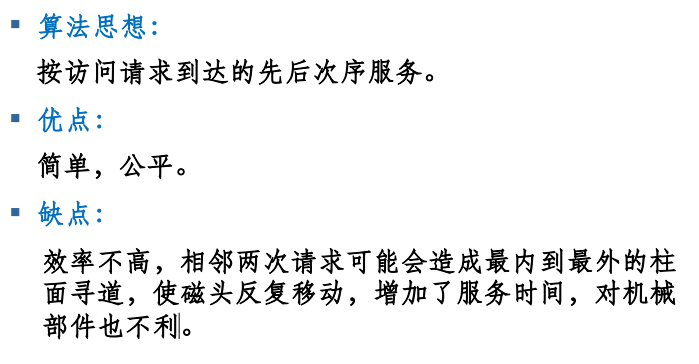 ▪ 算法思想：
按访问请求到达的先后次序服务。
▪ 优点：
简单，公平。
▪ 缺点：
效率不高，相邻两次请求可能会造成最内到最外的柱
面寻道，使磁头反复移动，增加了服务时间，对机械
部件也不利。